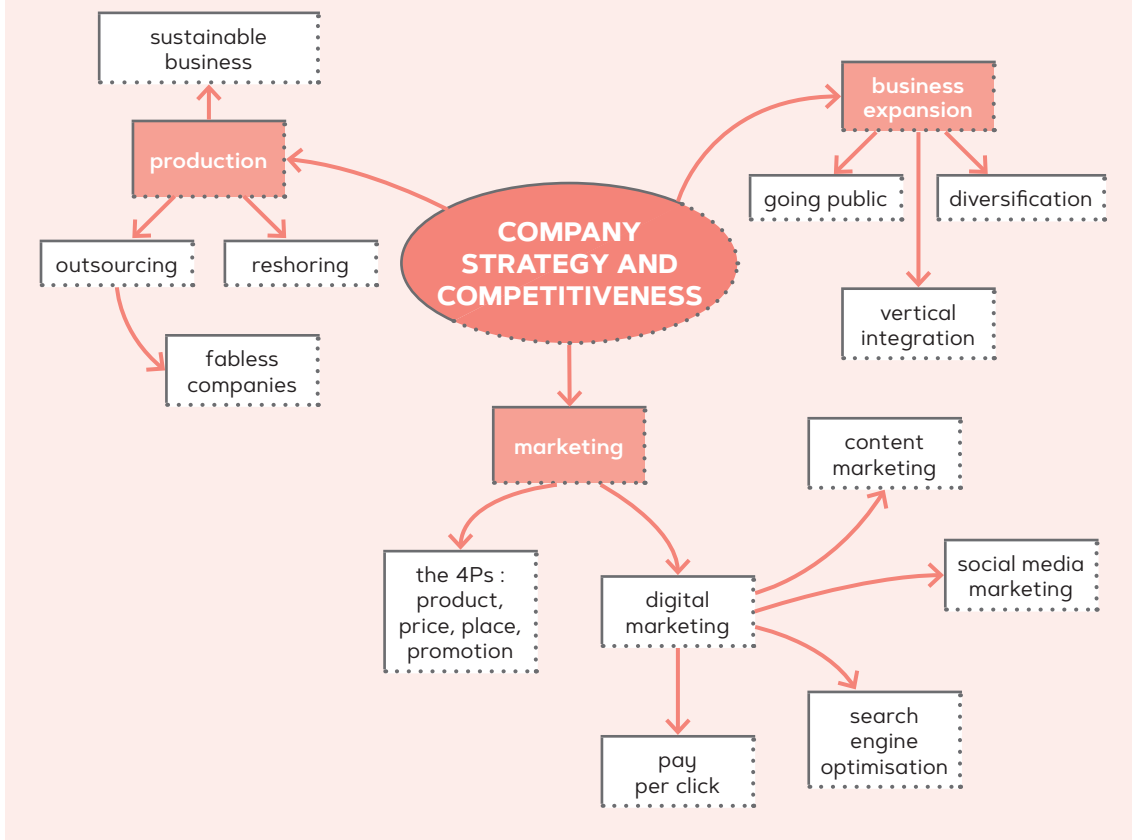 sustainable
business
production
outsourcing
reshoring
fabless
companies
COMPANY
STRATEGY AND
COMPETITIVENESS
business
expansion
going public
diversification
vertical
integration
marketing
the 4Ps :
product,
price, place,
promotion
digital
marketing
content
marketing
social media
marketing
search
engine
optimisation
pay
per click